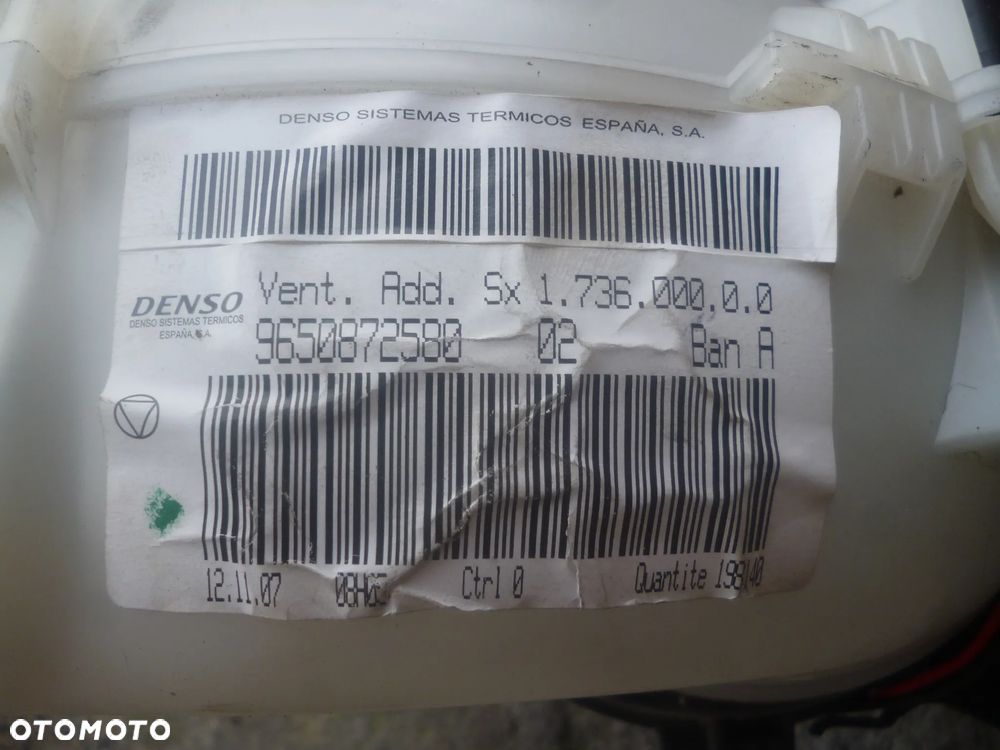 DENSO SISTEMAS TERMICOS ESPAÑA, S.A.
Vent. Add. Sx 1.736.000.0.0
DENSO
DENSO SISTEMAS TERMICOS
ESPAÑA, S.A.
9650872580 02 Ban A
12.11.07 Ctrl 0 Quantite
OTOMOTO